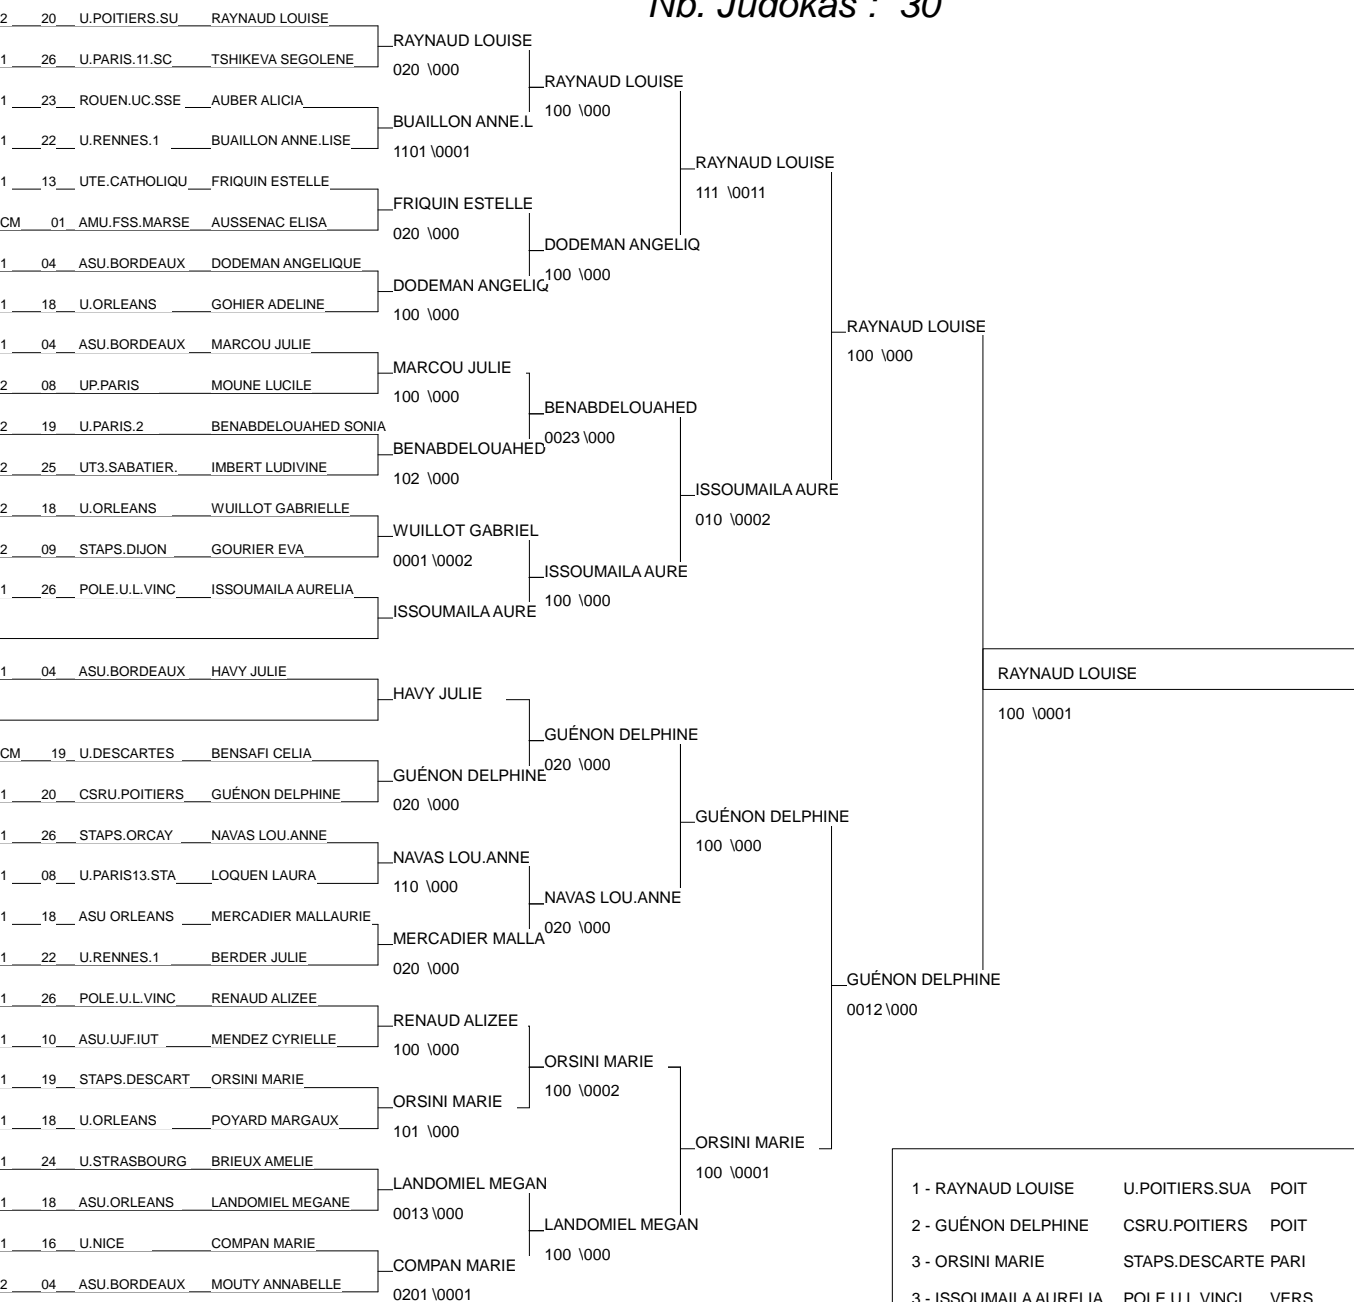 Nb. Judokas : 30
2 20 U.POITIERS.SU RAYNAUD LOUISE
RAYNAUD LOUISE
1 26 U.PARIS.11.SC TSHIKEVA SEGOLENE
020 \000
RAYNAUD LOUISE
1 23 ROUEN.UC.SSE AUBER ALICIA
100 \000
BUAILLON ANNE.L
1 22 U.RENNES.1 BUAILLON ANNE.LISE
1101 \0001
RAYNAUD LOUISE
1 13 UTE.CATHOLIQU FRIQUIN ESTELLE
111 \0011
FRIQUIN ESTELLE
CM 01 AMU.FSS.MARSE AUSSENAC ELISA
020 \000
DODEMAN ANGELIQ
1 04 ASU.BORDEAUX DODEMAN ANGELIQUE
100 \000
DODEMAN ANGELIQ
1 18 U.ORLEANS GOHIER ADELINE
100 \000
RAYNAUD LOUISE
1 04 ASU.BORDEAUX MARCOU JULIE
100 \000
MARCOU JULIE
2 08 UP.PARIS MOUNE LUCILE
100 \000
BENABDELOUAHED
2 19 U.PARIS.2 BENABDELOUAHED SONIA
0023 \000
BENABDELOUAHED
2 25 UT3.SABATIER. IMBERT LUDIVINE
102 \000
ISSOUMAILA AURE
2 18 U.ORLEANS WUILLOT GABRIELLE
010 \0002
WUILLOT GABRIEL
2 09 STAPS.DIJON GOURIER EVA
0001 \0002
ISSOUMAILA AURE
1 26 POLE.U.L.VINC ISSOUMAILA AURELIA
100 \000
ISSOUMAILA AURE
1 04 ASU.BORDEAUX HAVY JULIE
RAYNAUD LOUISE
HAVY JULIE
100 \0001
GUÉNON DELPHINE
CM 19 U.DESCARTES BENSAFI CELIA
020 \000
GUÉNON DELPHINE
1 20 CSRU.POITIERS GUÉNON DELPHINE
020 \000
GUÉNON DELPHINE
1 26 STAPS.ORCAY NAVAS LOU.ANNE
100 \000
NAVAS LOU.ANNE
1 08 U.PARIS13.STA LOQUEN LAURA
110 \000
NAVAS LOU.ANNE
1 18 ASU ORLEANS MERCADIER MALLAURIE
020 \000
MERCADIER MALLA
1 22 U.RENNES.1 BERDER JULIE
020 \000
GUÉNON DELPHINE
1 26 POLE.U.L.VINC RENAUD ALIZEE
0012 \000
RENAUD ALIZEE
1 10 ASU.UJF.IUT MENDEZ CYRIELLE
100 \000
ORSINI MARIE
1 19 STAPS.DESCART ORSINI MARIE
100 \0002
ORSINI MARIE
1 18 U.ORLEANS POYARD MARGAUX
101 \000
ORSINI MARIE
1 24 U.STRASBOURG BRIEUX AMELIE
100 \0001
LANDOMIEL MEGAN
1 18 ASU.ORLEANS LANDOMIEL MEGANE
0013 \000
LANDOMIEL MEGAN
1 16 U.NICE COMPAN MARIE
100 \000
COMPAN MARIE
2 04 ASU.BORDEAUX MOUTY ANNABELLE
0201 \0001
1 - RAYNAUD LOUISE U.POITIERS.SUA POIT
2 - GUÉNON DELPHINE CSRU.POITIERS POIT
3 - ORSINI MARIE STAPS.DESCARTE PARI
3 - ISSOUMAILA AURELIA POLE.U.L.VINCI VERS